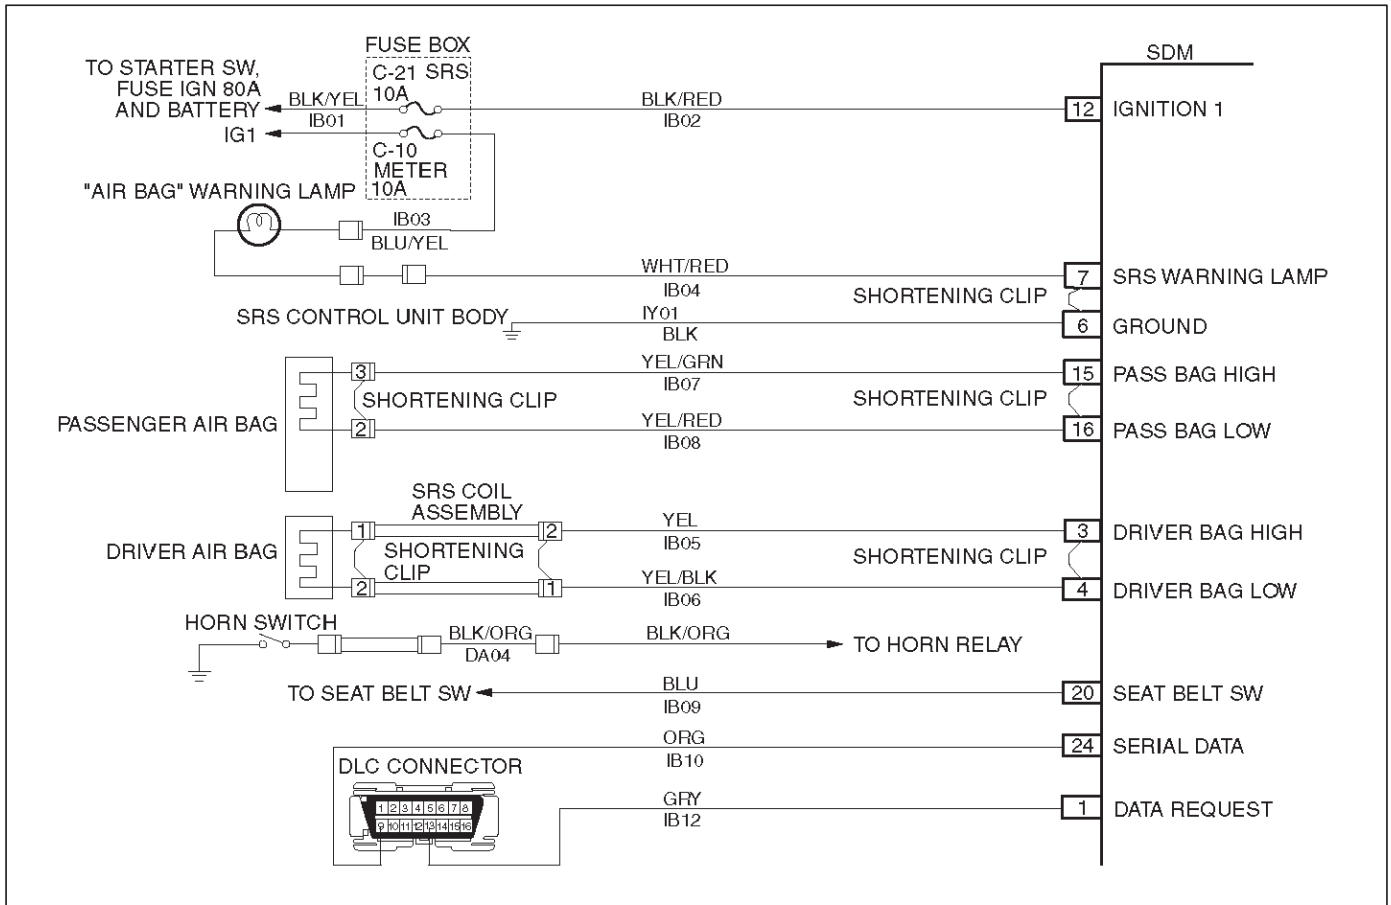 FUSE BOX
SDM
TO STARTER SW,
FUSE IGN 80A
AND BATTERY
C-21 SRS
10A
BLK/YEL
IB01
BLK/RED
IB02
12 IGNITION 1
IG1
C-10
METER
10A
"AIR BAG" WARNING LAMP
IB03
BLU/YEL
WHT/RED
IB04
7 SRS WARNING LAMP
SHORTENING CLIP
SRS CONTROL UNIT BODY
IY01
BLK
6 GROUND
3
YEL/GRN
IB07
15 PASS BAG HIGH
SHORTENING CLIP
SHORTENING CLIP
PASSENGER AIR BAG
2
YEL/RED
IB08
16 PASS BAG LOW
SRS COIL
ASSEMBLY
1
2
YEL
IB05
3 DRIVER BAG HIGH
DRIVER AIR BAG
SHORTENING
CLIP
SHORTENING CLIP
2
1
YEL/BLK
IB06
4 DRIVER BAG LOW
HORN SWITCH
BLK/ORG
DA04
BLK/ORG
TO HORN RELAY
TO SEAT BELT SW
BLU
IB09
20 SEAT BELT SW
ORG
IB10
24 SERIAL DATA
DLC CONNECTOR
1 2 3 4 5 6 7 8
9 10 11 12 13 14 15 16
GRY
IB12
1 DATA REQUEST